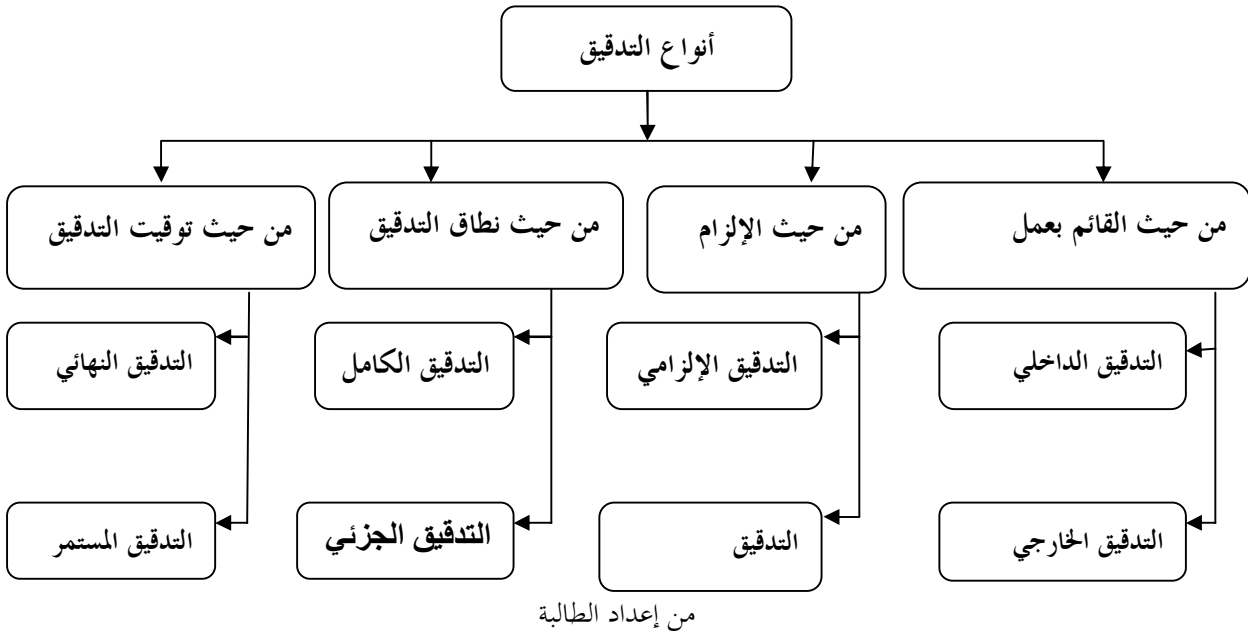 أنواع التدقيق
من حيث القائم بعمل
من حيث الإلزام
من حيث نطاق التدقيق
من حيث توقيت التدقيق
التدقيق الداخلي
التدقيق الإلزامي
التدقيق الكامل
التدقيق النهائي
التدقيق الخارجي
التدقيق
التدقيق الجزئي
التدقيق المستمر
من إعداد الطالبة